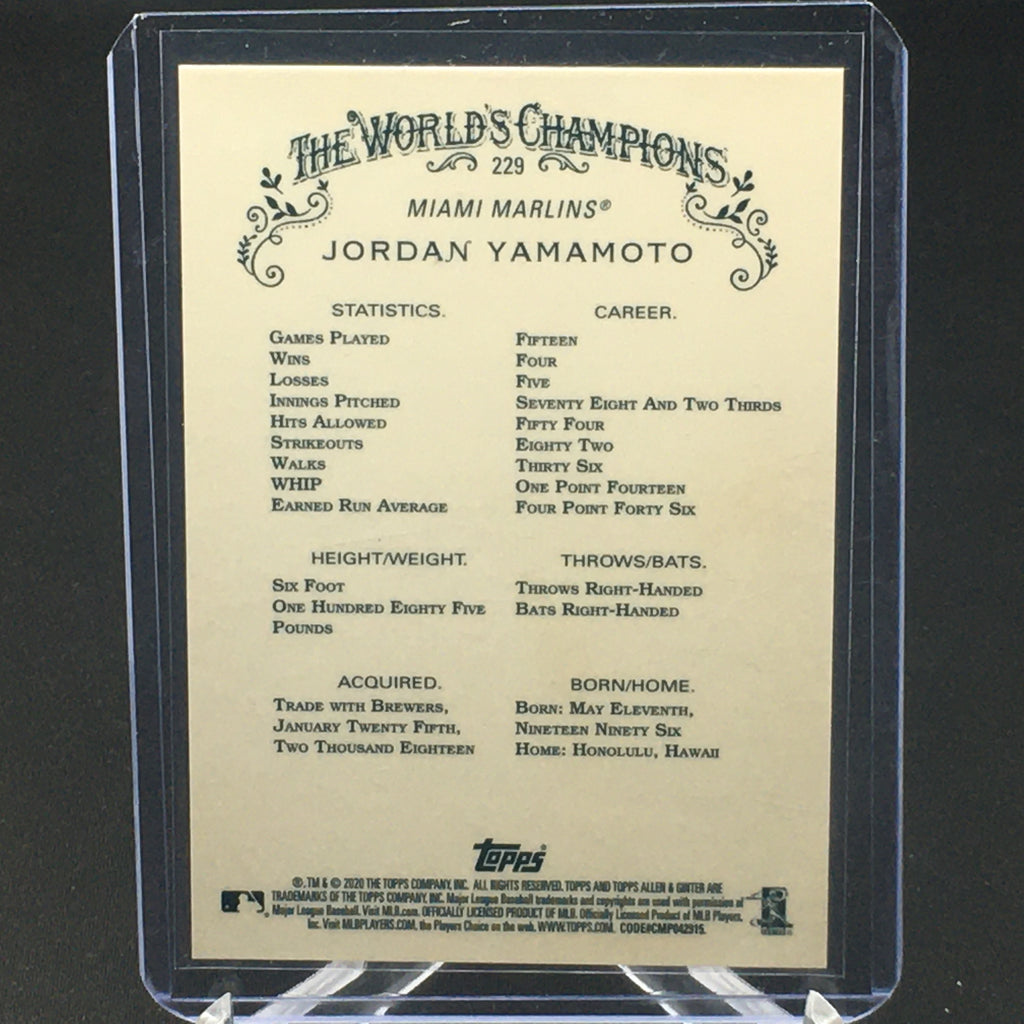 THE WORLD'S CHAMPIONS
229
MIAMI MARLINS®
JORDAN YAMAMOTO
STATISTICS. CAREER.
GAMES PLAYED FIFTEEN
WINS FOUR
LOSSES FIVE
INNINGS PITCHED SEVENTY EIGHT AND TWO THIRDS
HITS ALLOWED FIFTY FOUR
STRIKEOUTS EIGHTY TWO
WALKS THIRTY SIX
WHIP ONE POINT FOURTEEN
EARNED RUN AVERAGE FOUR POINT FORTY SIX
HEIGHT/WEIGHT. THROWS/BATS.
SIX FOOT THROWS RIGHT-HANDED
ONE HUNDRED EIGHTY FIVE BATS RIGHT-HANDED
POUNDS
ACQUIRED. BORN/HOME.
TRADE WITH BREWERS, BORN: MAY ELEVENTH,
JANUARY TWENTY FIFTH, NINETEEN NINETY SIX
TWO THOUSAND EIGHTEEN HOME: HONOLULU, HAWAII
Topps®
®, TM & © 2020 THE TOPPS COMPANY, INC. ALL RIGHTS RESERVED. TOPPS AND TOPPS ALLEN & GINTER ARE
TRADEMARKS OF THE TOPPS COMPANY, INC. Major League Baseball trademarks and copyrights are used with permission of
Major League Baseball. Visit MLB.com. OFFICIALLY LICENSED PRODUCT OF MLB. Officially Licensed Product of MLB Players,
Inc. Visit MLBPLAYERS.COM, the Players Choice on the web. WWW.TOPPS.COM. CODE#CMP042915.